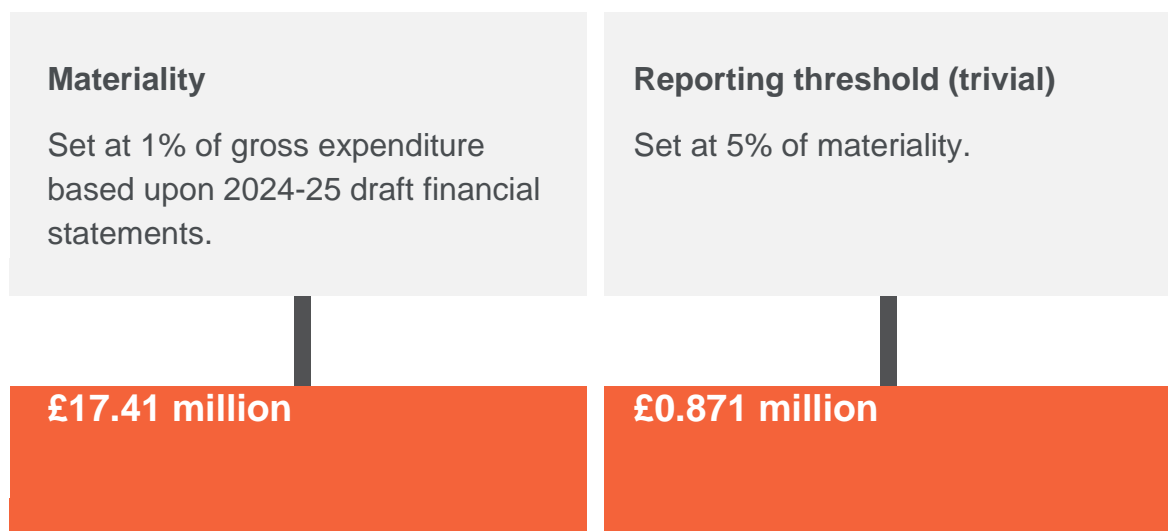 Materiality
Set at 1% of gross expenditure
based upon 2024-25 draft financial
statements.
£17.41 million
Reporting threshold (trivial)
Set at 5% of materiality.
£0.871 million